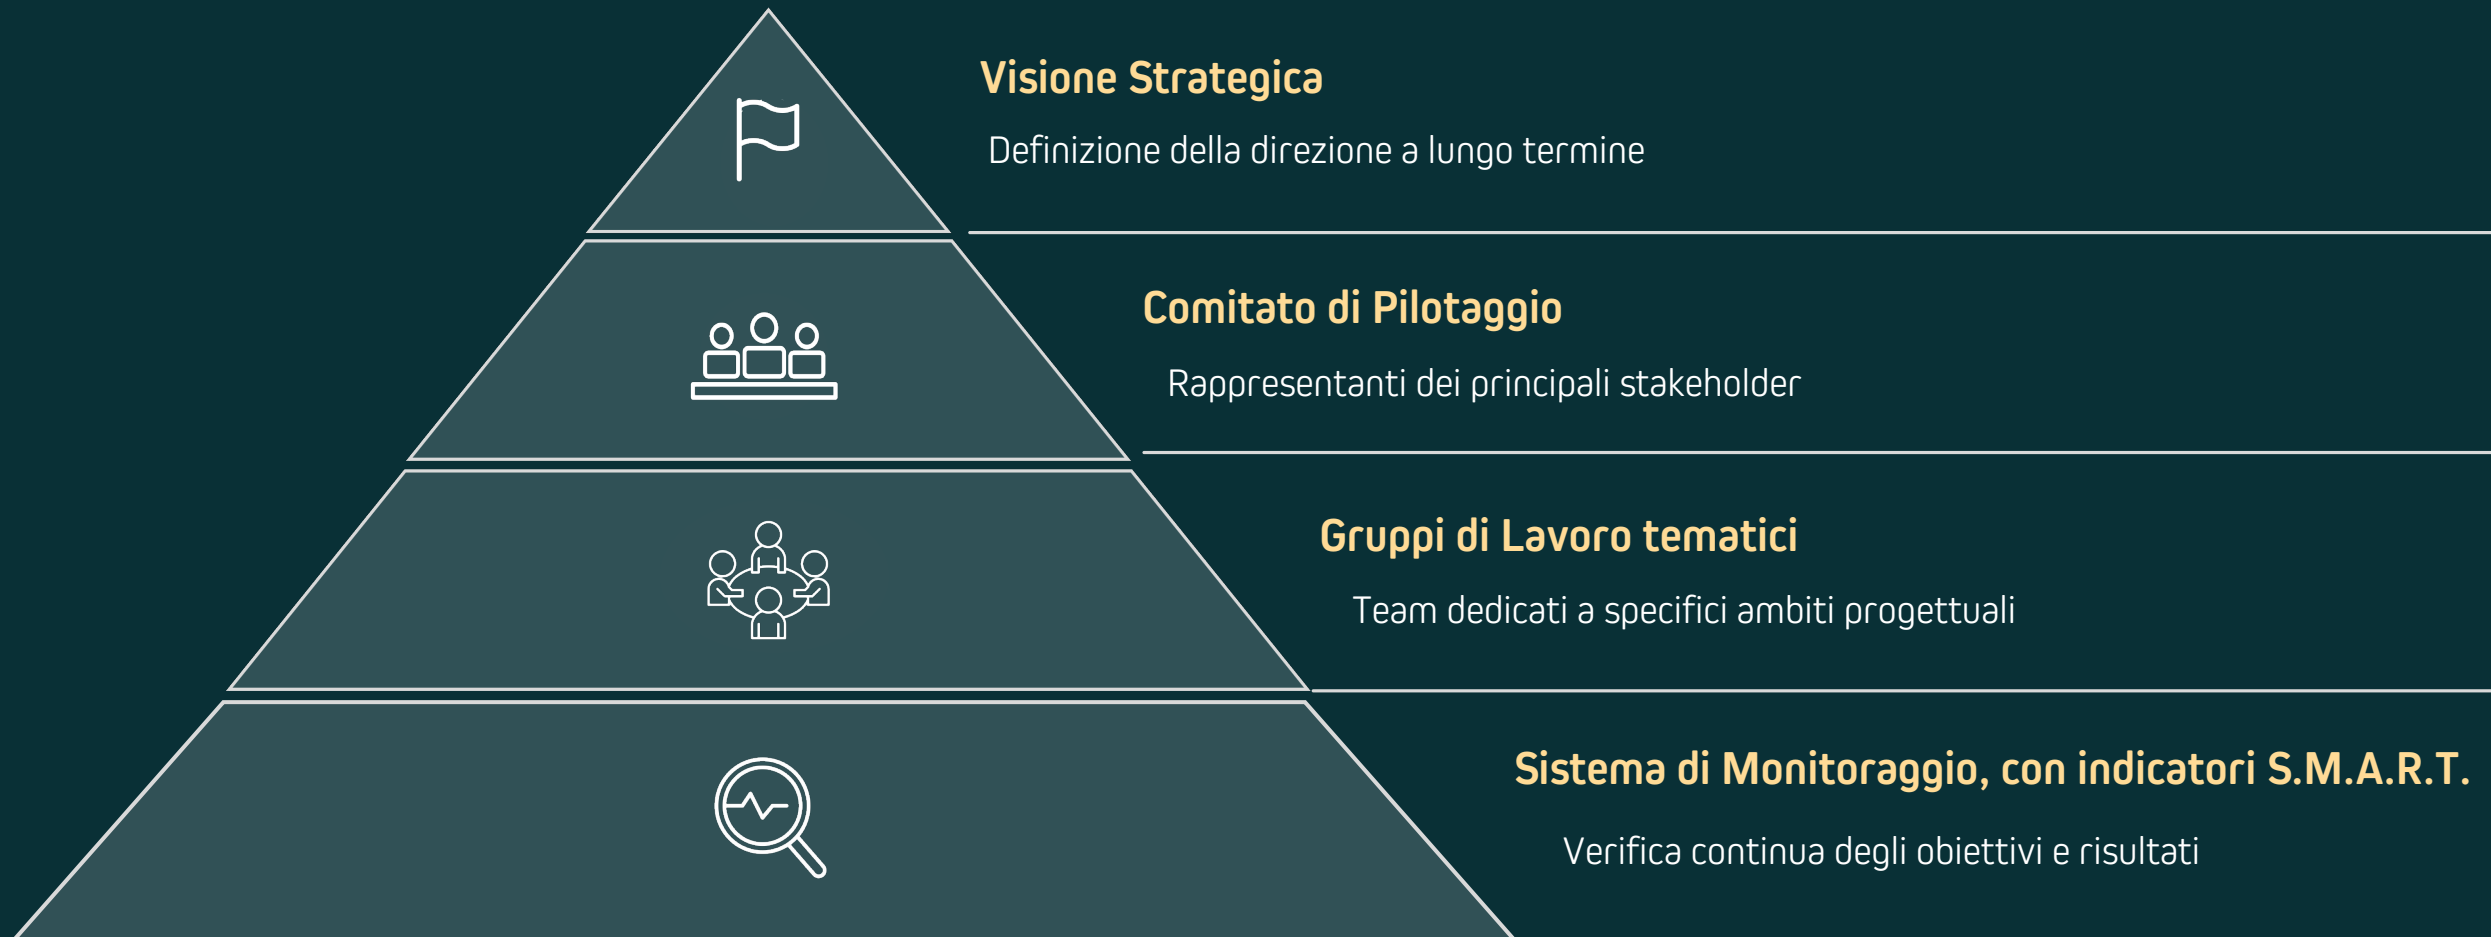 Visione Strategica
Definizione della direzione a lungo termine
Comitato di Pilotaggio
Rappresentanti dei principali stakeholder
Gruppi di Lavoro tematici
Team dedicati a specifici ambiti progettuali
Sistema di Monitoraggio, con indicatori S.M.A.R.T.
Verifica continua degli obiettivi e risultati